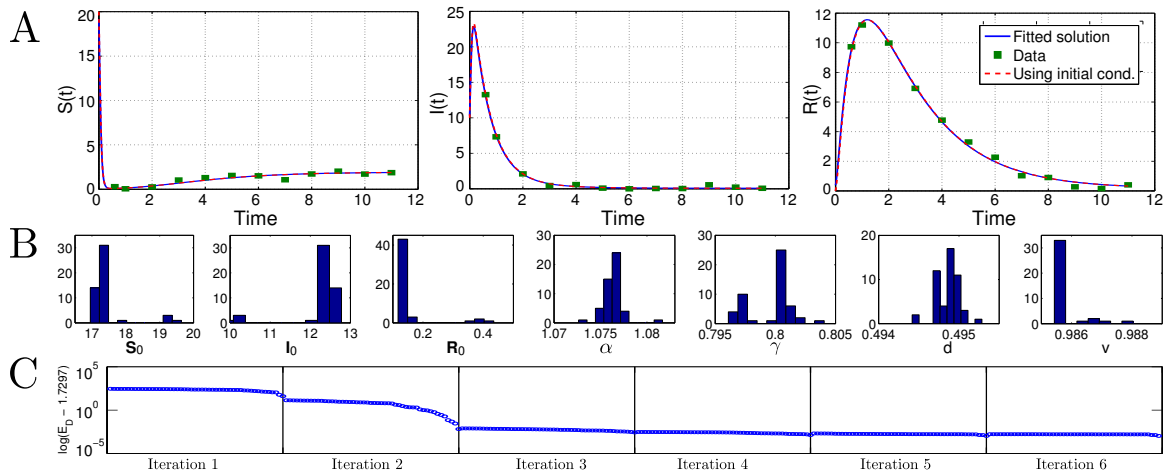 A
S(t)
20
15
10
5
0
0 2 4 6 8 10 12
Time
I(t)
25
20
15
10
5
0
0 2 4 6 8 10 12
Time
R(t)
12
10
8
6
4
2
0
0 2 4 6 8 10 12
Time
Fitted solution
Data
Using initial cond.
B
30
20
10
0
17 18 19 20
S0
30
20
10
0
10 11 12 13
I0
40
20
0
0.2 0.4
R0
30
20
10
0
1.07 1.075 1.08
α
30
20
10
0
0.795 0.8 0.805
γ
20
10
0
0.494 0.495
d
30
20
10
0
0.986 0.988
v
C
log(E_D − 1.7297)
10^5
10^0
10^−5
Iteration 1 Iteration 2 Iteration 3 Iteration 4 Iteration 5 Iteration 6